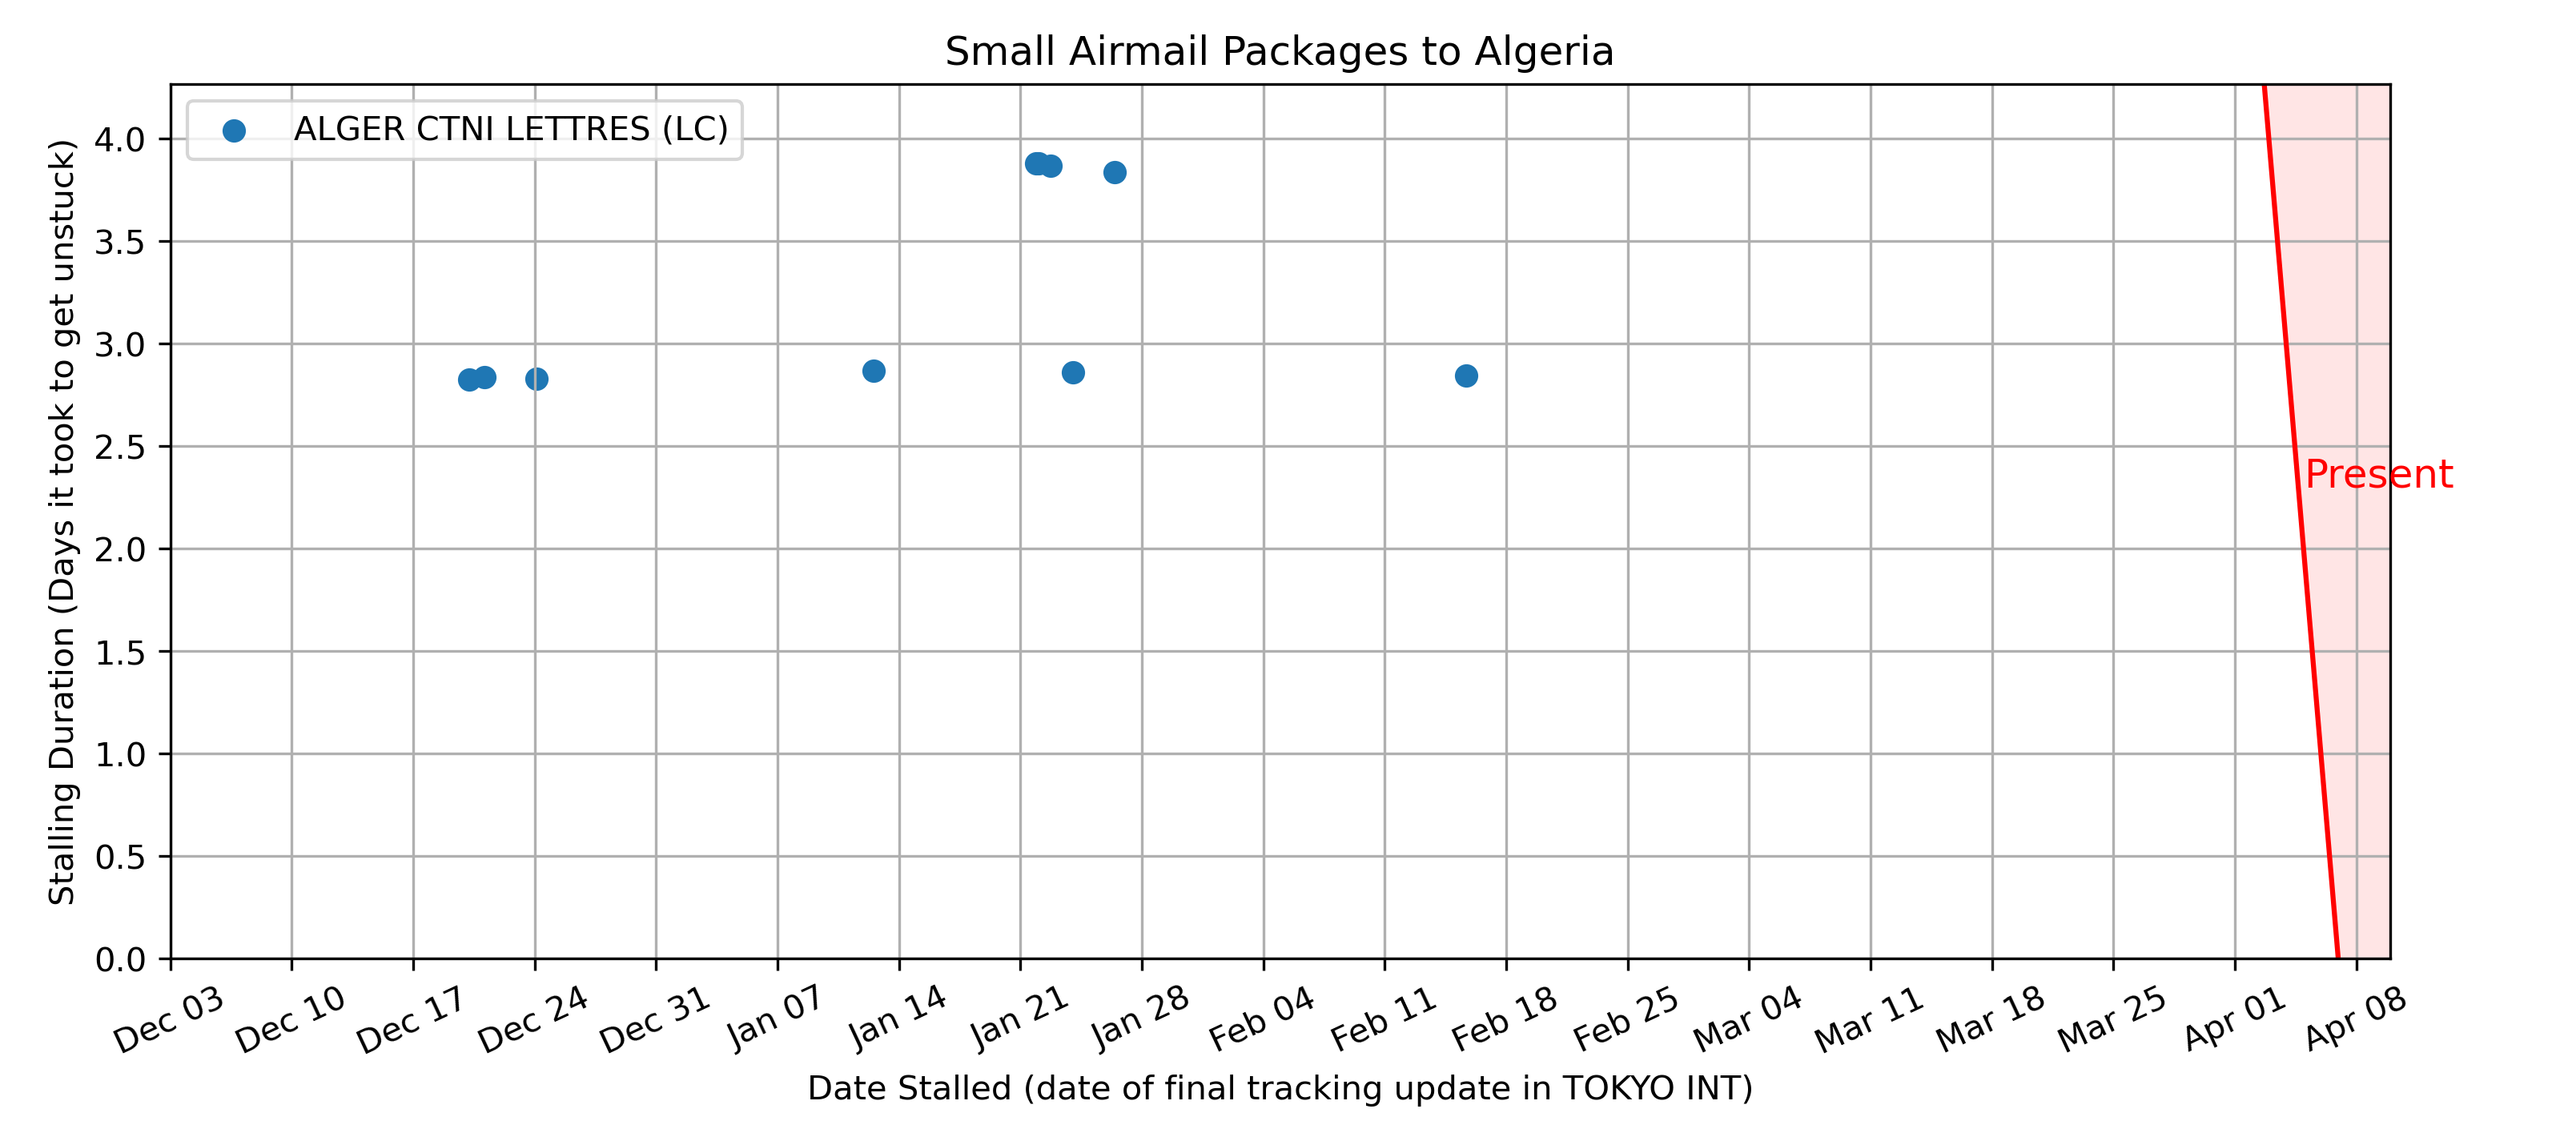 Small Airmail Packages to Algeria
ALGER CTNI LETTRES (LC)
Stalling Duration (Days it took to get unstuck)
4.0
3.5
3.0
2.5
2.0
1.5
1.0
0.5
0.0
Present
Dec 03 Dec 10 Dec 17 Dec 24 Dec 31 Jan 07 Jan 14 Jan 21 Jan 28 Feb 04 Feb 11 Feb 18 Feb 25 Mar 04 Mar 11 Mar 18 Mar 25 Apr 01 Apr 08
Date Stalled (date of final tracking update in TOKYO INT)